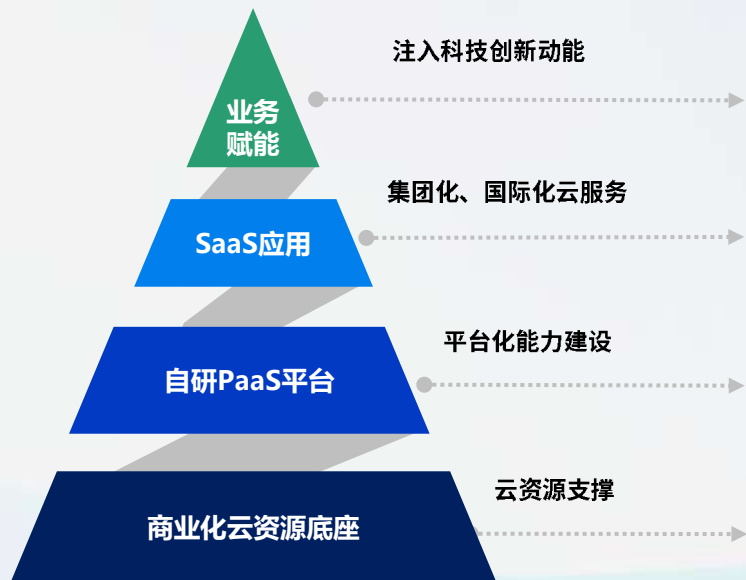 注入科技创新动能
业务
赋能
集团化、国际化云服务
SaaS应用
平台化能力建设
自研PaaS平台
云资源支撑
商业化云资源底座